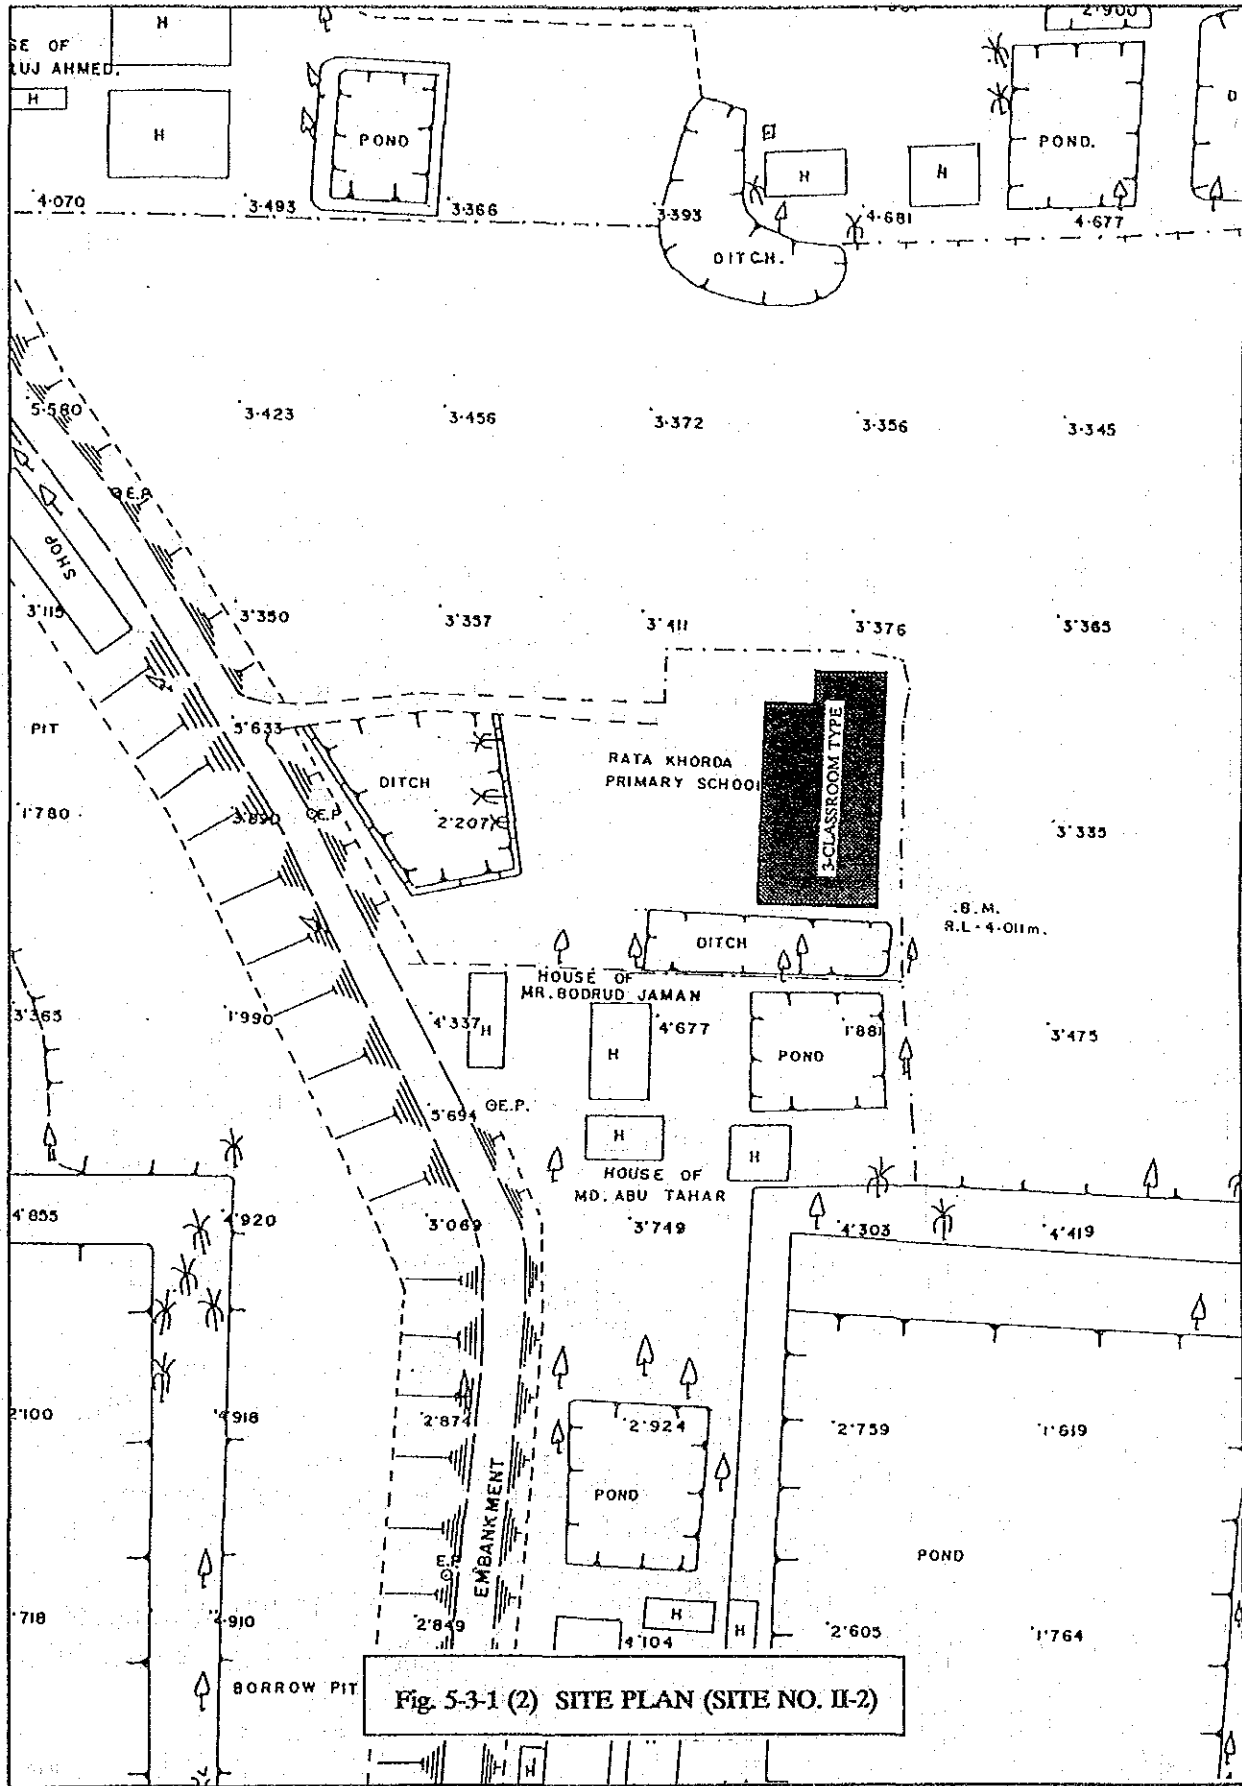 H
2·900
SE OF
LUJ AHMED.
H
H
POND
H
H
POND.
4·070
3·493
3·366
3·393
4·681
4·677
DITCH.
5·580
3·423
3·456
3·372
3·356
3·345
E.P.
SHOP
3·115
3·350
3·357
3·411
3·376
3·365
PIT
5·633
DITCH
RATA KHORDA
PRIMARY SCHOOL
3-CLASSROOM TYPE
1·780
3·890
E.P.
2·207
3·335
B.M.
R.L-4·011m.
DITCH
HOUSE OF
MR. BODRUD JAMAN
3·365
1·990
4·337
H
H
4·677
POND
1·881
3·475
5·694
E.P.
H
H
HOUSE OF
MD. ABU TAHAR
4·855
4·920
3·069
3·749
4·303
4·419
2·100
4·918
2·874
2·924
2·759
1·619
POND
EMBANKMENT
POND
E.P.
·718
4·910
2·849
H
H
4·104
2·605
1·764
BORROW PIT
Fig. 5-3-1 (2) SITE PLAN (SITE NO. II-2)
H